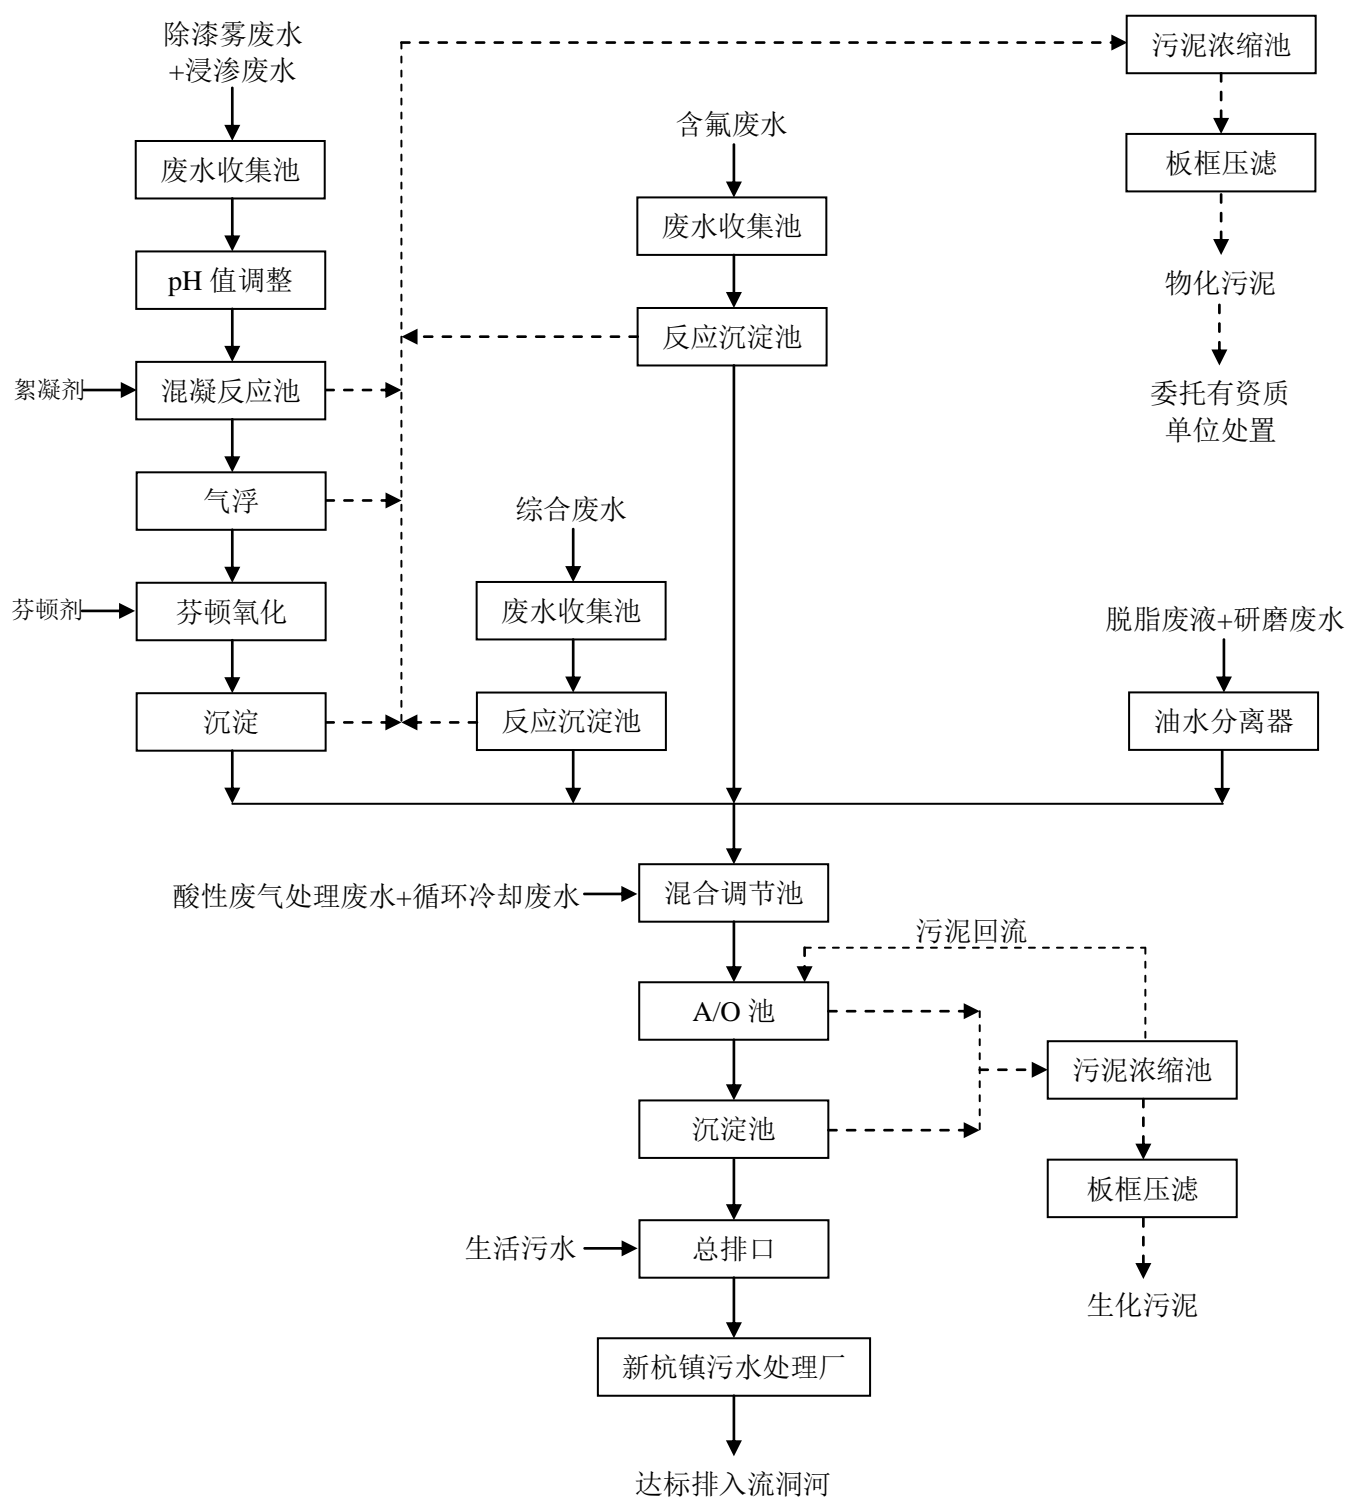 除漆雾废水
+浸渗废水
污泥浓缩池
含氟废水
废水收集池
板框压滤
废水收集池
pH 值调整
物化污泥
反应沉淀池
絮凝剂
混凝反应池
委托有资质
单位处置
气浮
综合废水
芬顿剂
芬顿氧化
废水收集池
脱脂废液+研磨废水
沉淀
反应沉淀池
油水分离器
酸性废气处理废水+循环冷却废水
混合调节池
污泥回流
A/O 池
污泥浓缩池
沉淀池
板框压滤
生活污水
总排口
生化污泥
新杭镇污水处理厂
达标排入流洞河